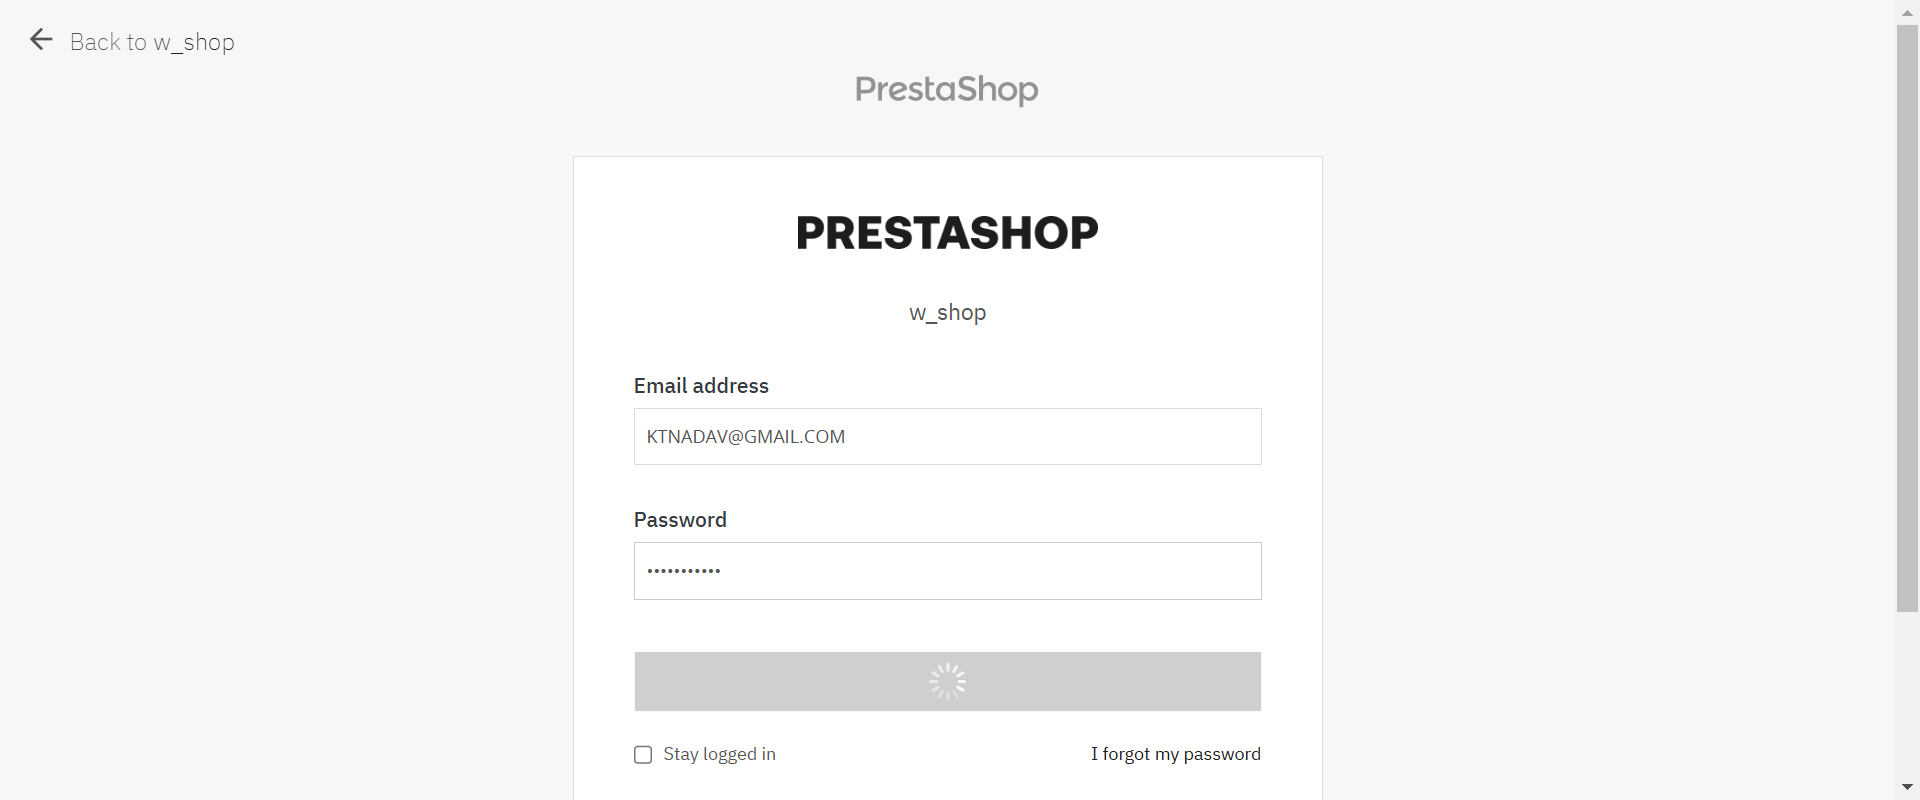 Back to w_shop
PrestaShop
PRESTASHOP
w_shop
Email address
KTNADAV@GMAIL.COM
Password
•••••••••••
Stay logged in
I forgot my password